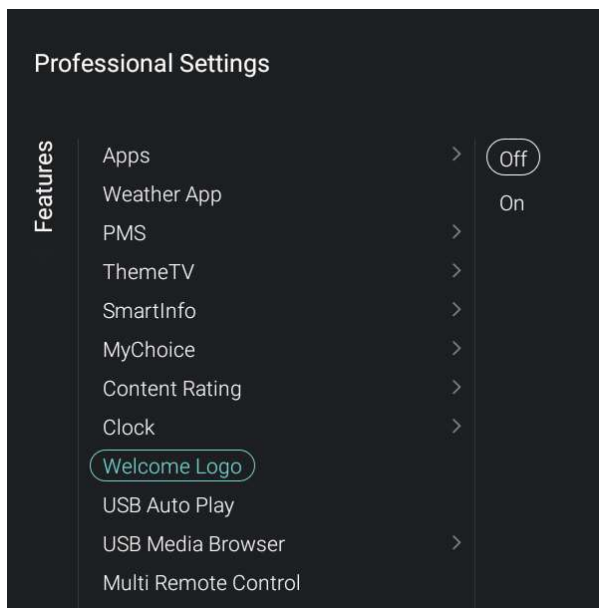 Professional Settings
Features
Apps
Weather App
PMS
ThemeTV
SmartInfo
MyChoice
Content Rating
Clock
Welcome Logo
USB Auto Play
USB Media Browser
Multi Remote Control
Off
On